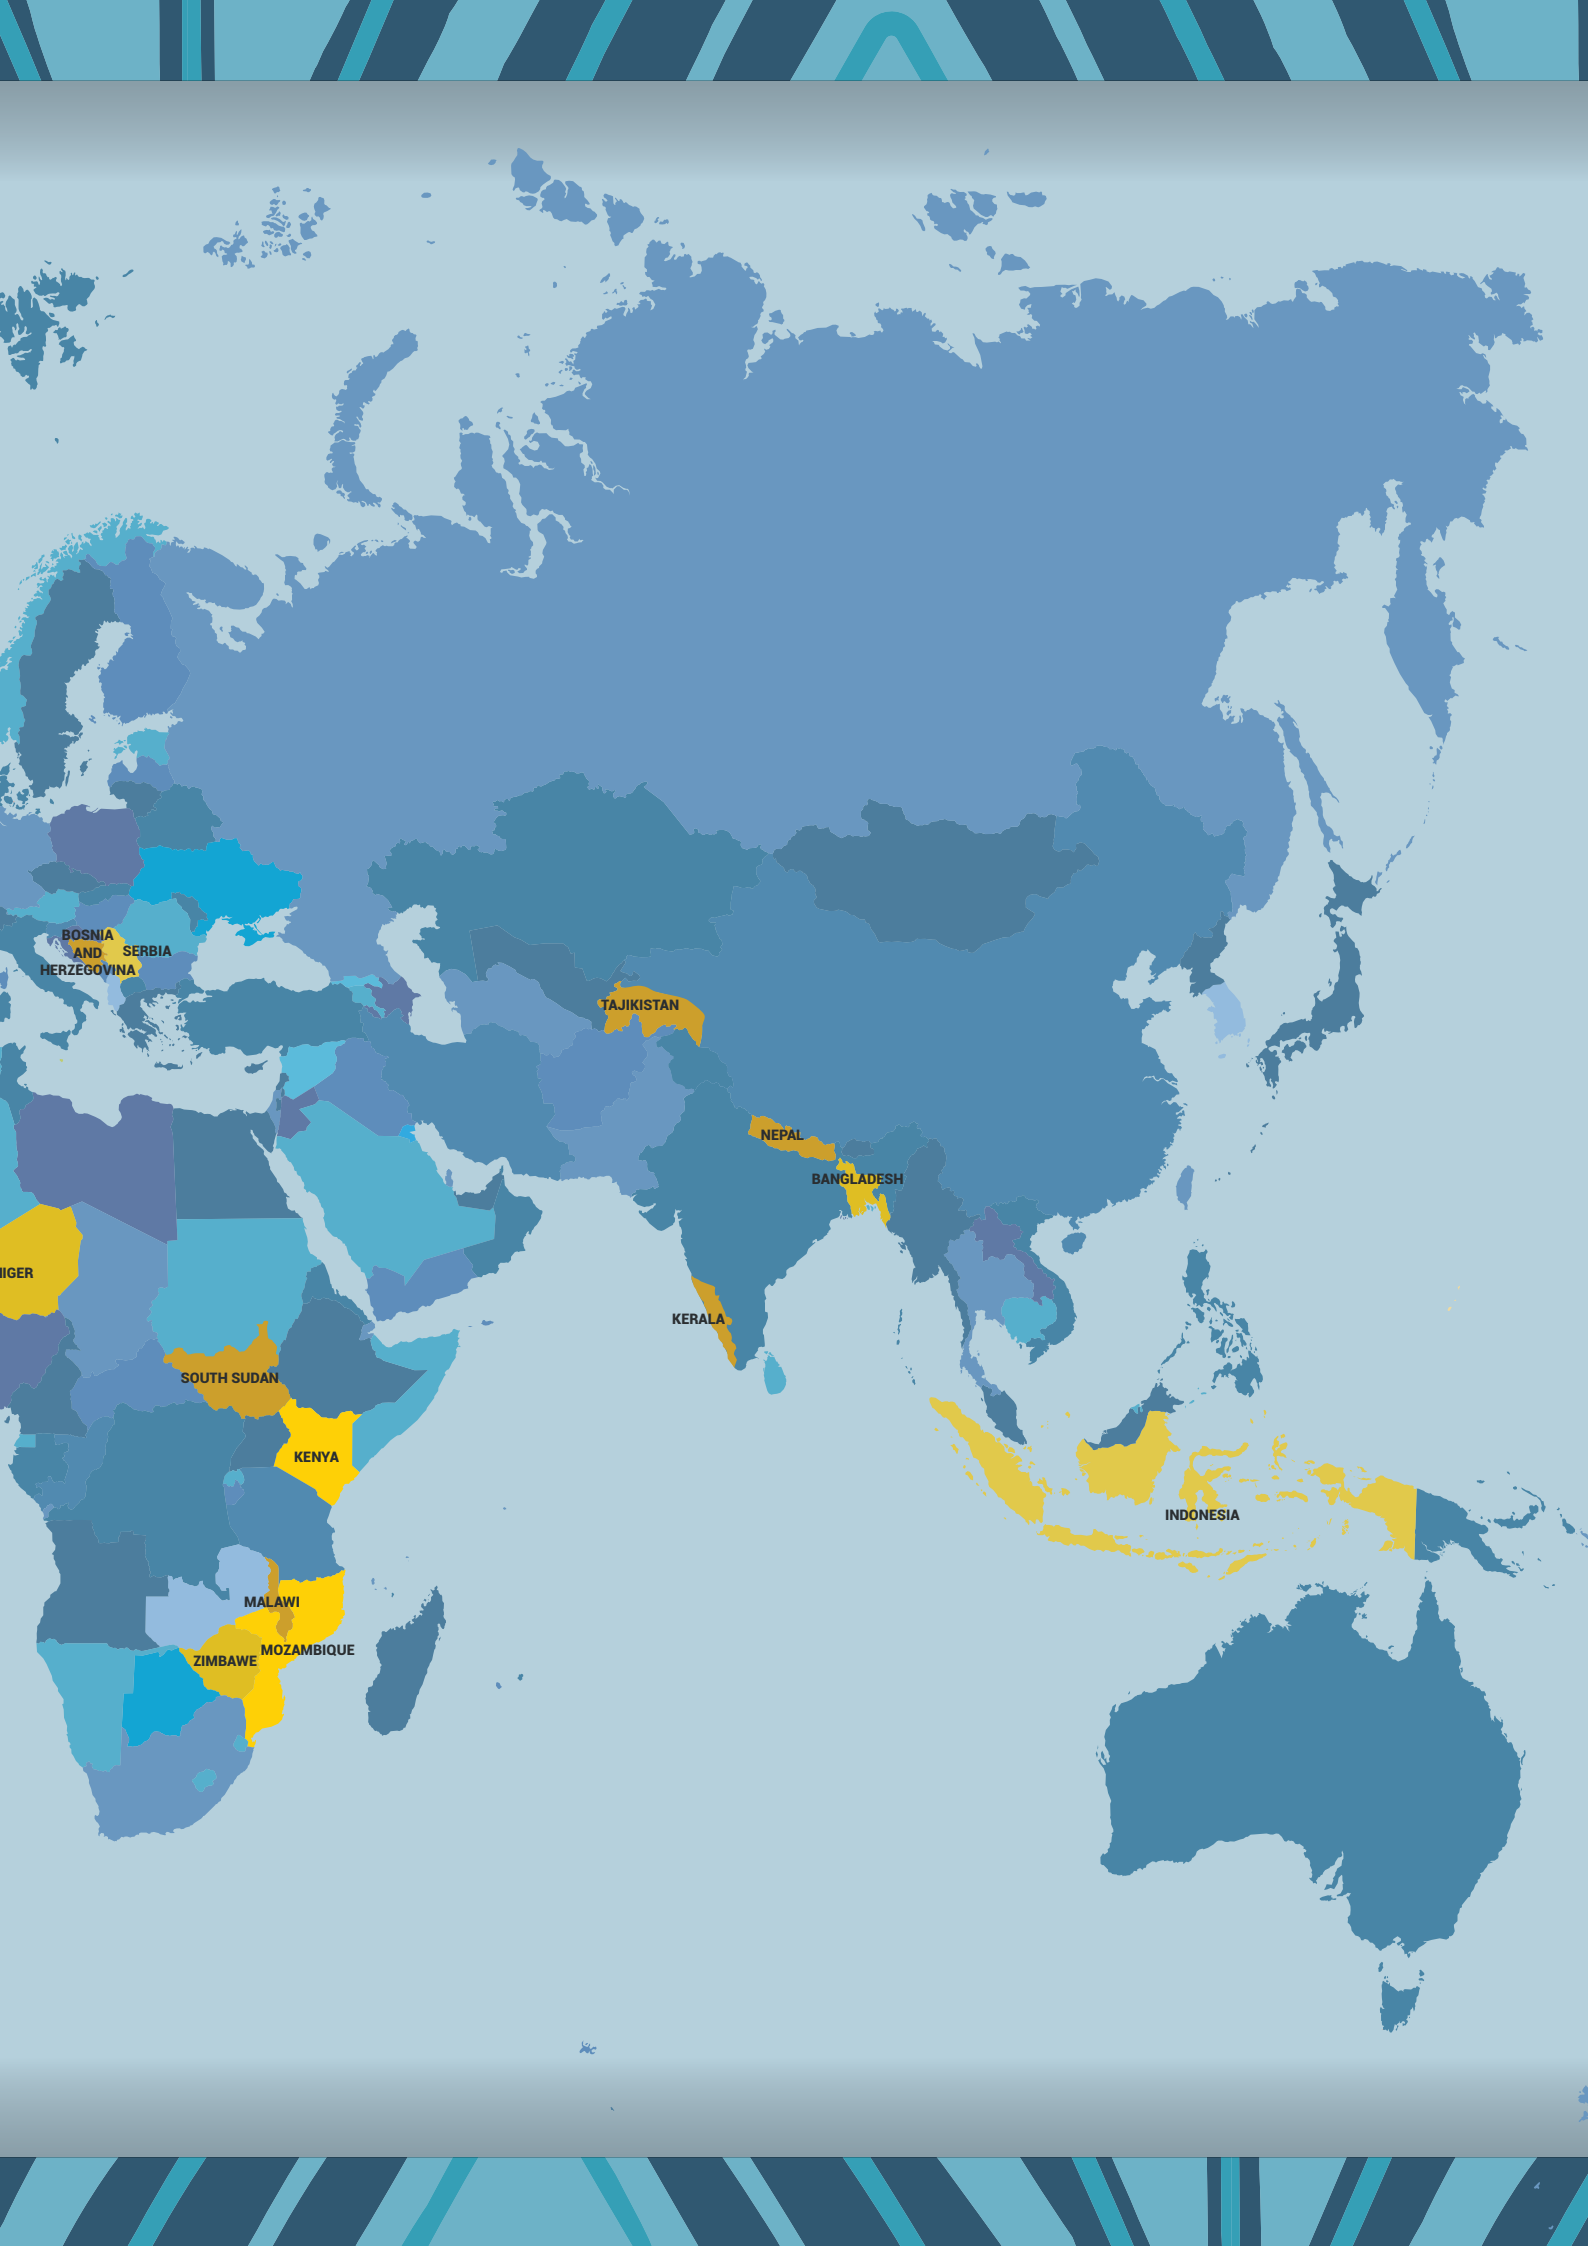 BOSNIA
AND
HERZEGOVINA
SERBIA
TAJIKISTAN
NEPAL
BANGLADESH
IGER
KERALA
SOUTH SUDAN
KENYA
INDONESIA
MALAWI
MOZAMBIQUE
ZIMBAWE